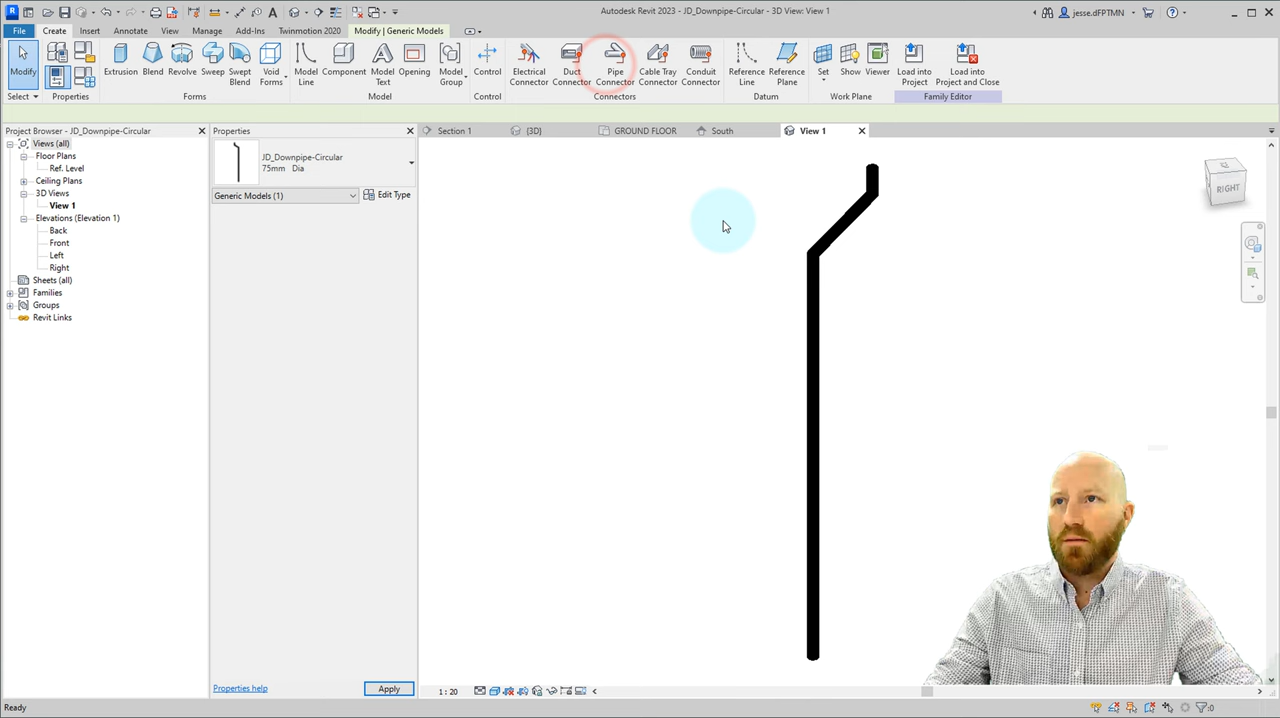 Autodesk Revit 2023 - JD_Downpipe-Circular - 3D View: View 1
jesse.dFPTMN
File Create Insert Annotate View Manage Add-Ins Twinmotion 2020 Modify | Generic Models
Modify
Extrusion Blend Revolve Sweep Swept Blend Void Forms
Model Line Component Model Text Opening Model Group
Control
Electrical Connector Duct Connector Pipe Connector Cable Tray Connector Conduit Connector
Reference Line Reference Plane
Set Show Viewer
Load into Project Load into Project and Close
Select Properties Forms Model Control Connectors Datum Work Plane Family Editor
Project Browser - JD_Downpipe-Circular
Views (all)
Floor Plans
Ref. Level
Ceiling Plans
3D Views
View 1
Elevations (Elevation 1)
Back
Front
Left
Right
Sheets (all)
Families
Groups
Revit Links
Properties
JD_Downpipe-Circular
75mm Dia
Generic Models (1)
Edit Type
Properties help
Apply
Section 1
{3D}
GROUND FLOOR
South
View 1
RIGHT
1 : 20
Ready
:0